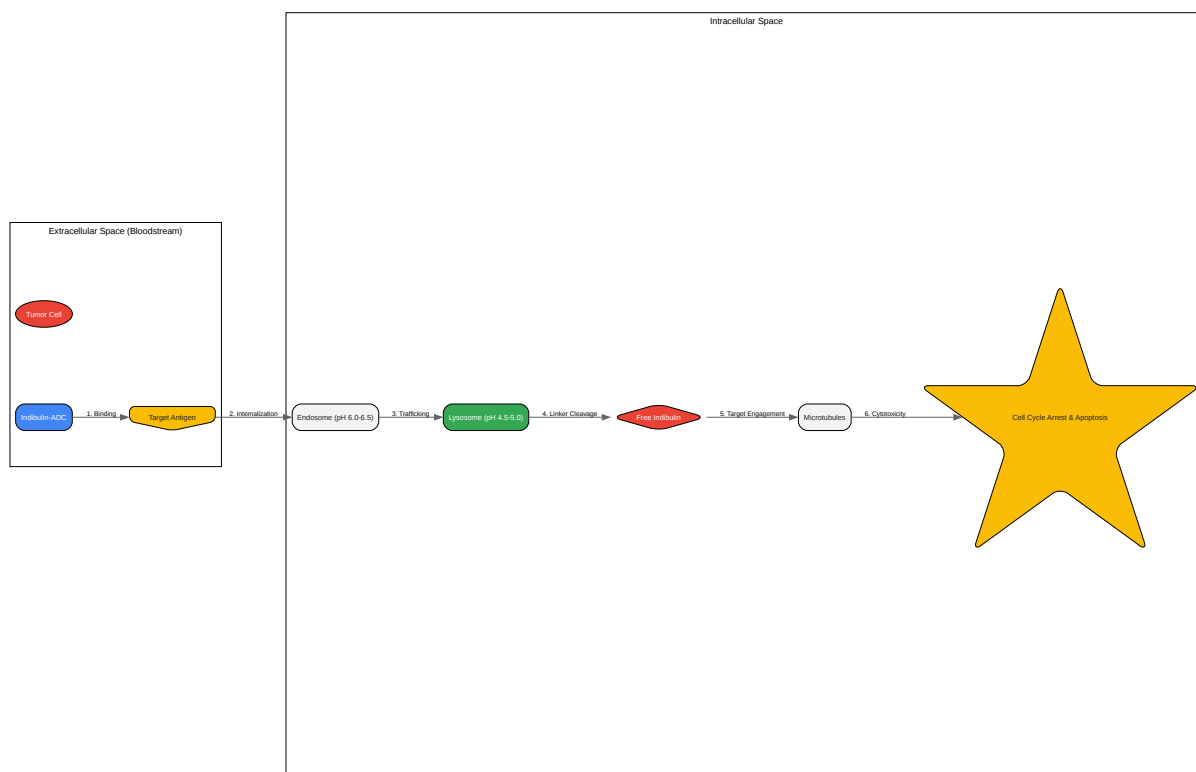 Intracellular Space
Extracellular Space (Bloodstream)
Tumor Cell
Indibulin-ADC
1. Binding
Target Antigen
2. Internalization
Endosome (pH 6.0-6.5)
3. Trafficking
Lysosome (pH 4.5-5.0)
4. Linker Cleavage
Free Indibulin
5. Target Engagement
Microtubules
6. Cytotoxicity
Cell Cycle Arrest & Apoptosis